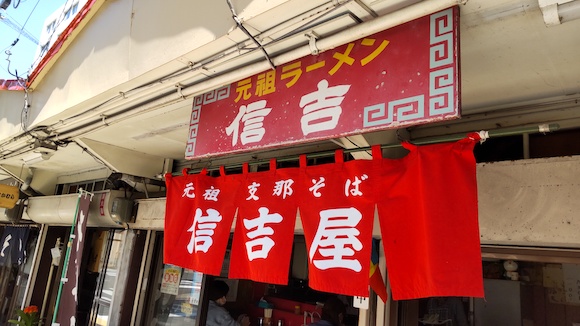 元祖ラーメン
信吉
元祖 支那そば
信吉屋